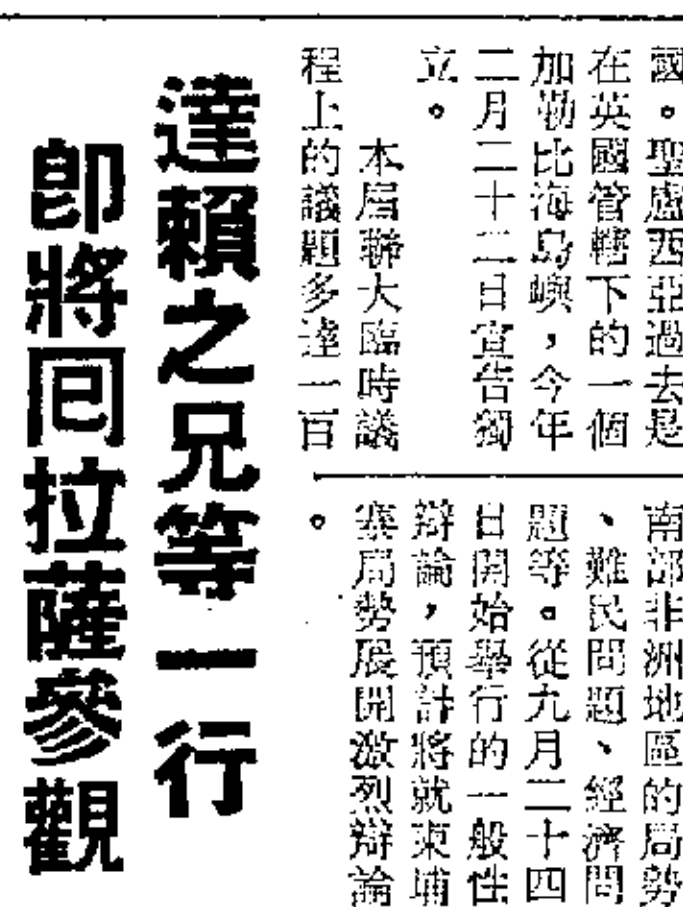 國。聖盧西亞過去是
在英國管轄下的一個
加勒比海島嶼，今年
二月二十二日宣告獨
立。
本屆聯大臨時議
程上的議題多達一百
南部非洲地區的局勢
、難民問題、經濟問
題等。從九月二十四
日開始舉行的一般性
辯論，預計將就東埔
寨局勢展開激烈辯論
。
達賴之兄等一行
卽將囘拉薩參觀